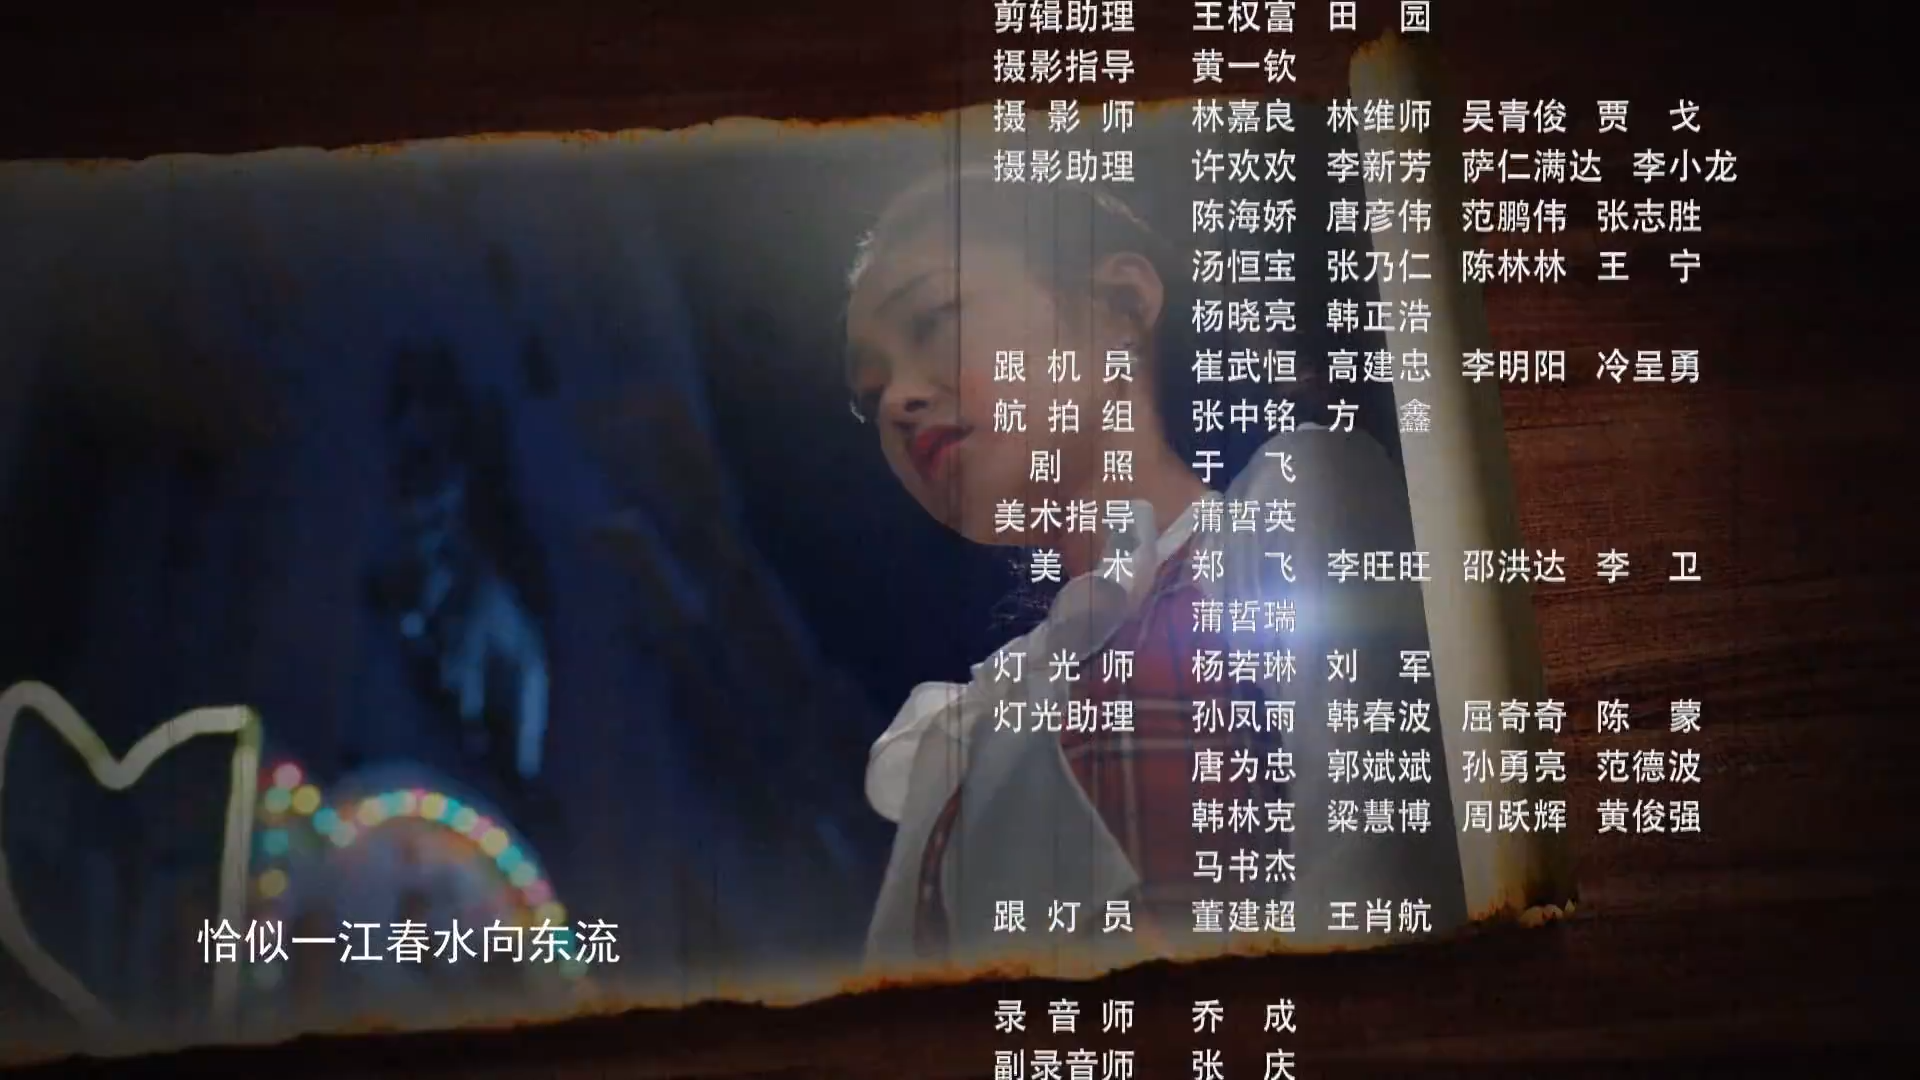 剪辑助理 王权富 田园
摄影指导 黄一钦
摄影师 林嘉良 林维师 吴青俊 贾戈
摄影助理 许欢欢 李新芳 萨仁满达 李小龙
陈海娇 唐彦伟 范鹏伟 张志胜
汤恒宝 张乃仁 陈林林 王宁
杨晓亮 韩正浩
跟机员 崔武恒 高建忠 李明阳 冷呈勇
航拍组 张中铭 方鑫
剧照 于飞
美术指导 蒲哲英
美术 郑飞 李旺旺 邵洪达 李卫
蒲哲瑞
灯光师 杨若琳 刘军
灯光助理 孙凤雨 韩春波 屈奇奇 陈蒙
唐为忠 郭斌斌 孙勇亮 范德波
韩林克 梁慧博 周跃辉 黄俊强
马书杰
跟灯员 董建超 王肖航
恰似一江春水向东流
录音师 乔成
副录音师 张庆